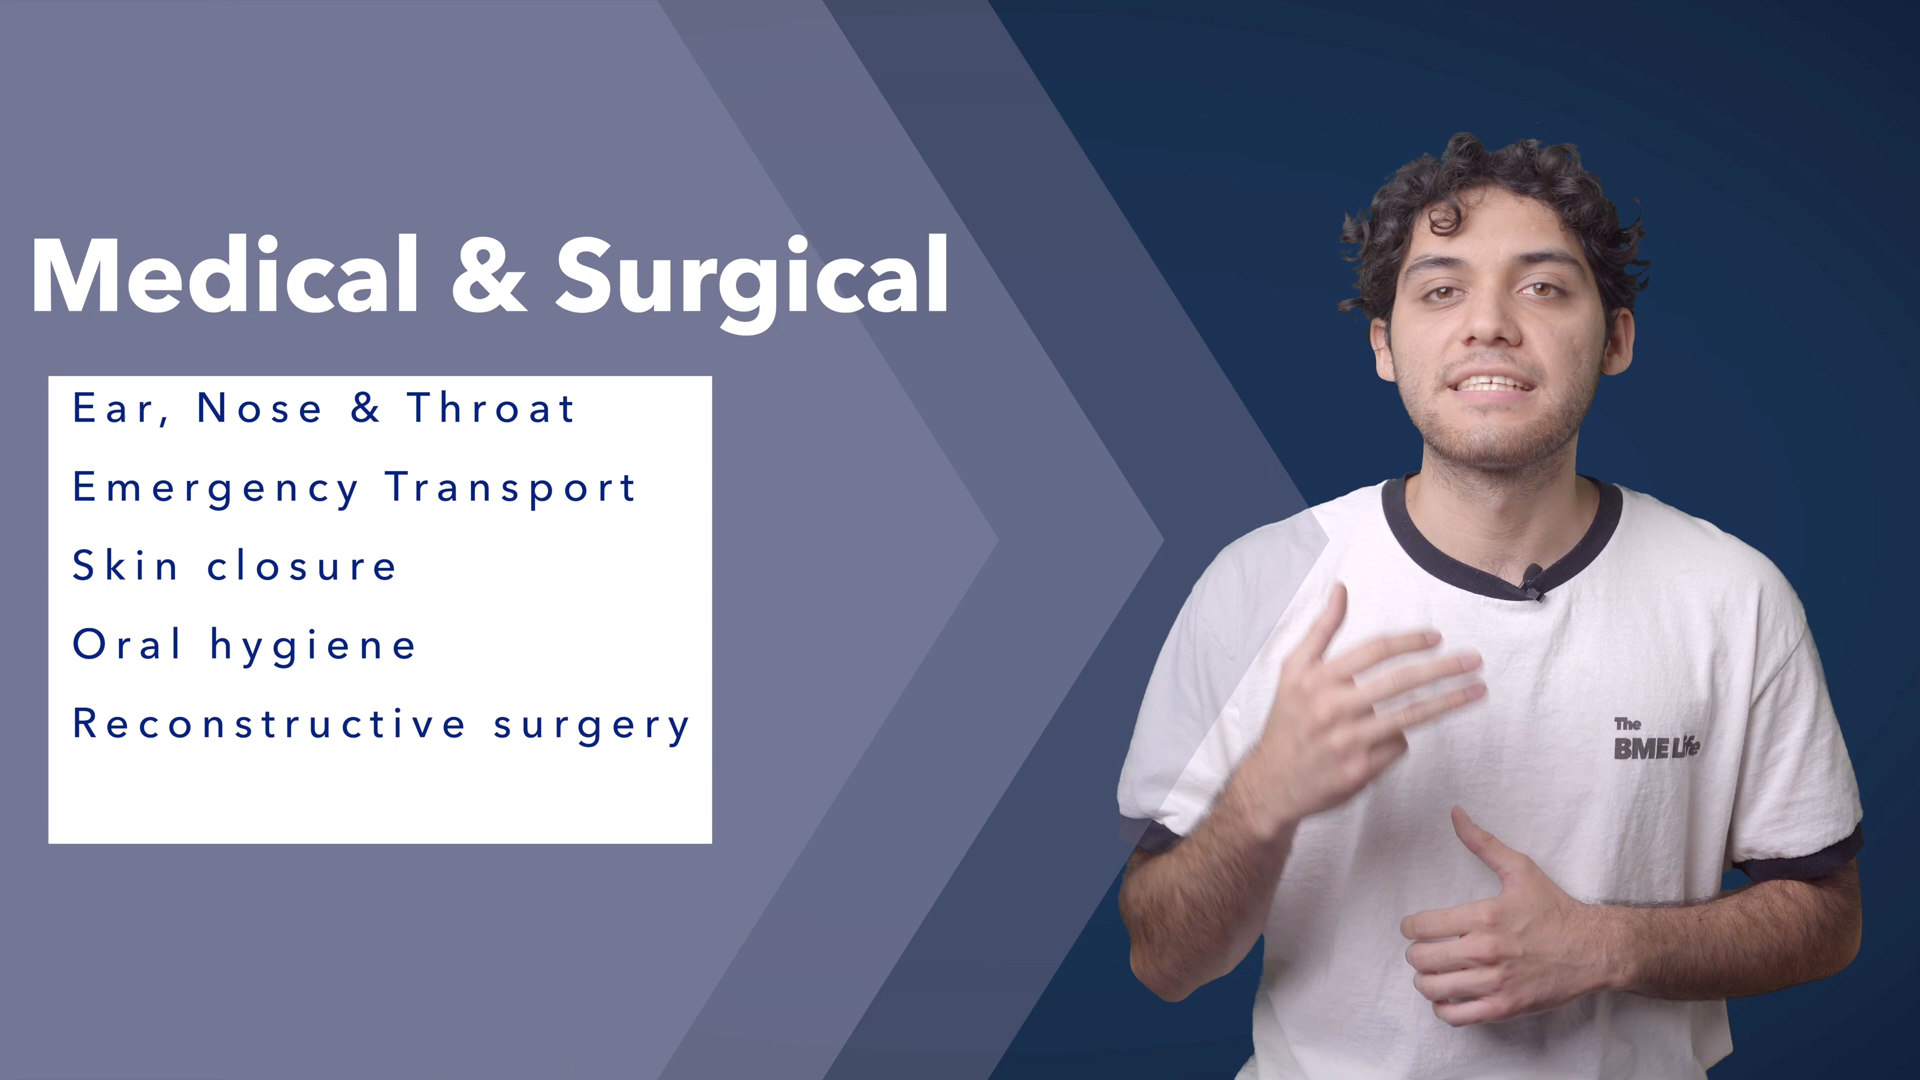 Medical & Surgical
Ear, Nose & Throat
Emergency Transport
Skin closure
Oral hygiene
Reconstructive surgery
The
BME Life